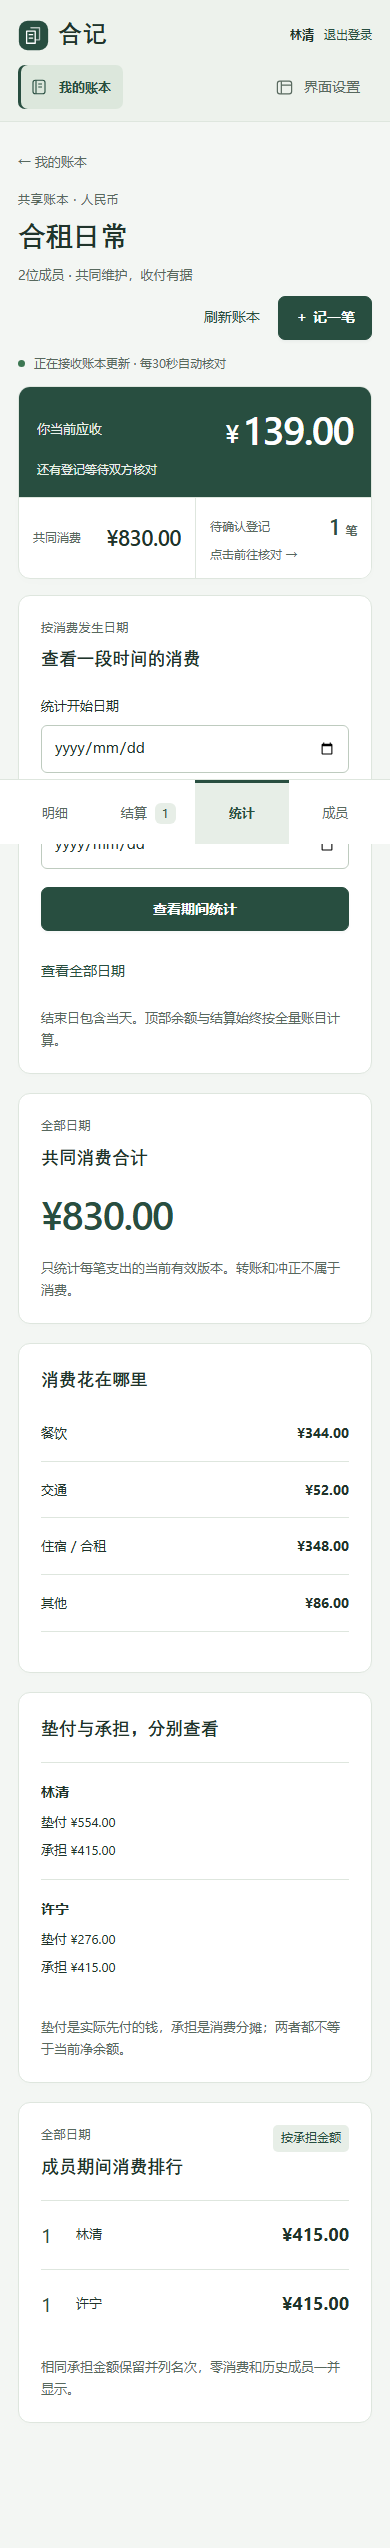 合记
林清 退出登录
我的账本
界面设置
← 我的账本
共享账本 · 人民币
合租日常
2位成员 · 共同维护，收付有据
刷新账本
+ 记一笔
正在接收账本更新 · 每30秒自动核对
你当前应收
¥139.00
还有登记等待双方核对
共同消费
¥830.00
待确认登记
1 笔
点击前往核对 →
按消费发生日期
查看一段时间的消费
统计开始日期
yyyy/mm/dd
明细
结算 1
统计
成员
yyyy/mm/dd
查看期间统计
查看全部日期
结束日包含当天。顶部余额与结算始终按全量账目计
算。
全部日期
共同消费合计
¥830.00
只统计每笔支出的当前有效版本。转账和冲正不属于
消费。
消费花在哪里
餐饮 ¥344.00
交通 ¥52.00
住宿 / 合租 ¥348.00
其他 ¥86.00
垫付与承担，分别查看
林清
垫付 ¥554.00
承担 ¥415.00
许宁
垫付 ¥276.00
承担 ¥415.00
垫付是实际先付的钱，承担是消费分摊；两者都不等
于当前净余额。
全部日期
按承担金额
成员期间消费排行
1 林清 ¥415.00
1 许宁 ¥415.00
相同承担金额保留并列名次，零消费和历史成员一并
显示。